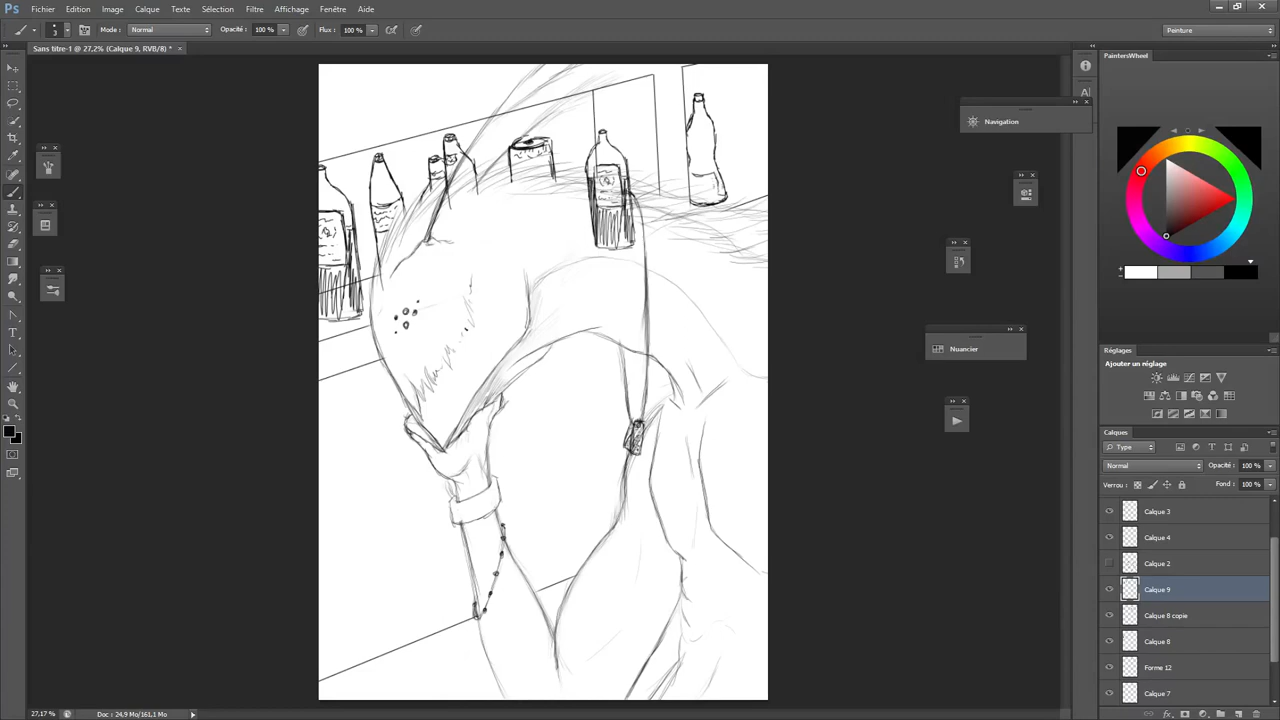 Ps Fichier Edition Image Calque Texte Sélection Filtre Affichage Fenêtre Aide
3 Mode : Normal Opacité : 100 % Flux : 100 % Peinture
Sans titre-1 @ 27,2% (Calque 9, RVB/8) * ×
PaintersWheel
Navigation
Nuancier
Réglages
Ajouter un réglage
Calques
Type
Normal Opacité : 100 %
Verrou : Fond : 100 %
Calque 3
Calque 4
Calque 2
Calque 9
Calque 8 copie
Calque 8
Forme 12
Calque 7
27,17 % Doc : 24,9 Mo/161,1 Mo